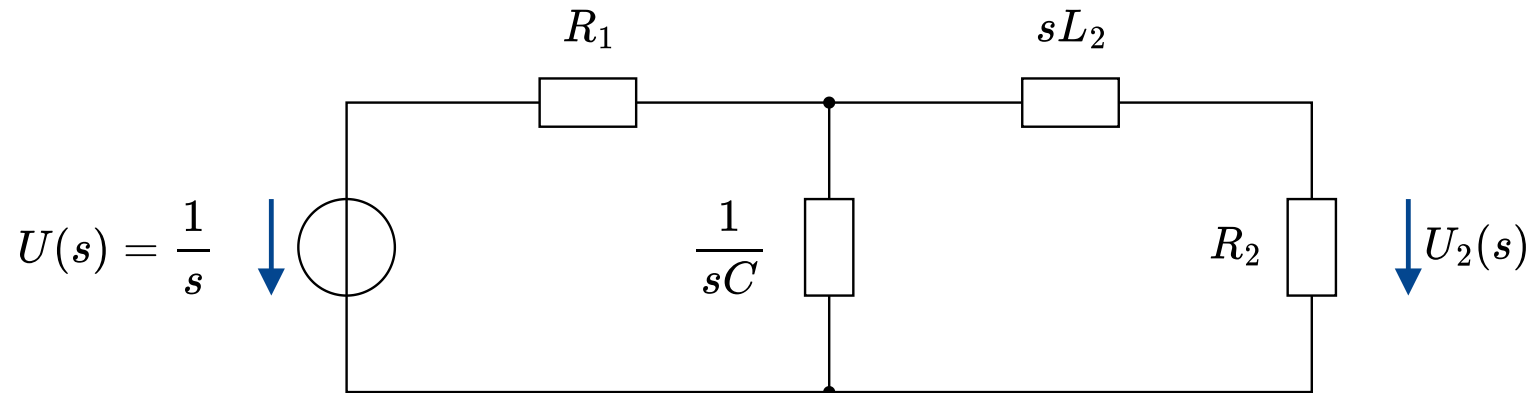 R₁
sL₂
U(s) = 1/s
1/sC
R₂
U₂(s)